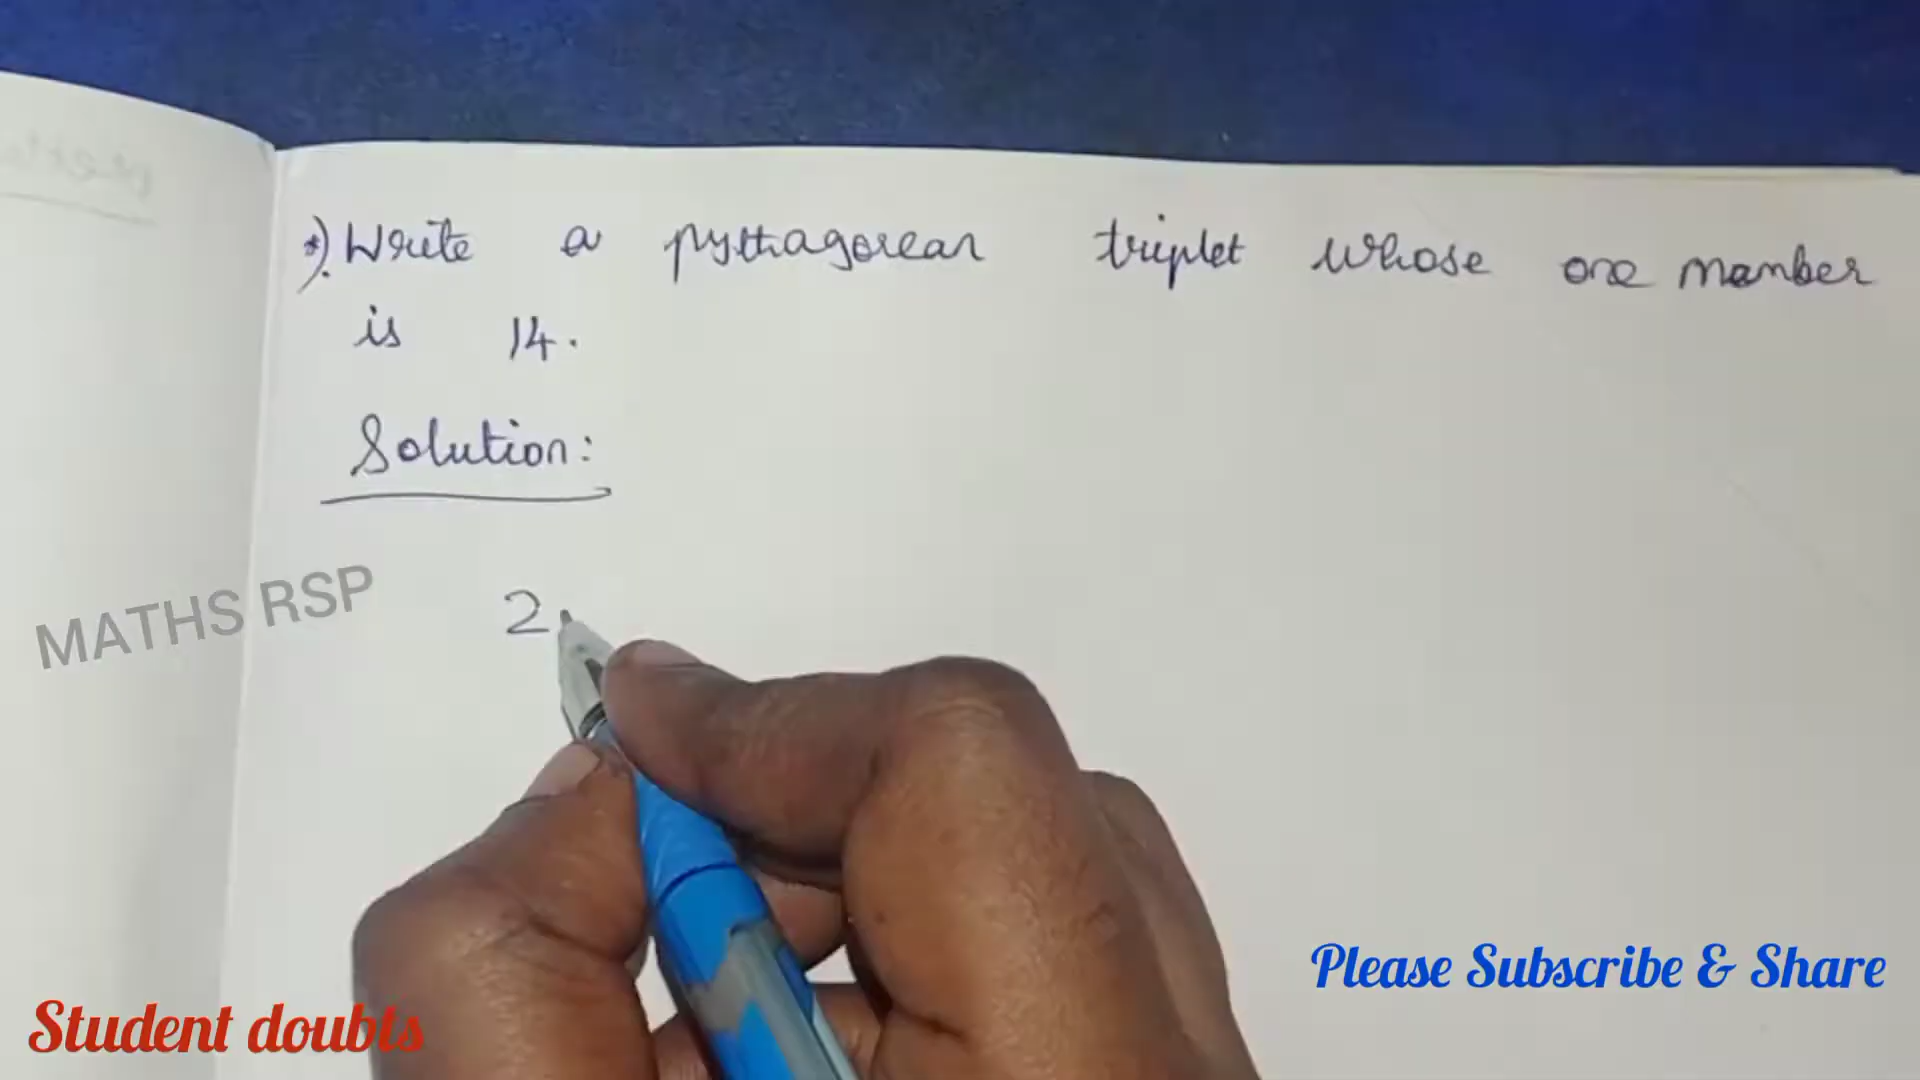 *). Write a pythagorean triplet whose one member
is 14.
Solution:
2
MATHS RSP
Please Subscribe & Share
Student doubts